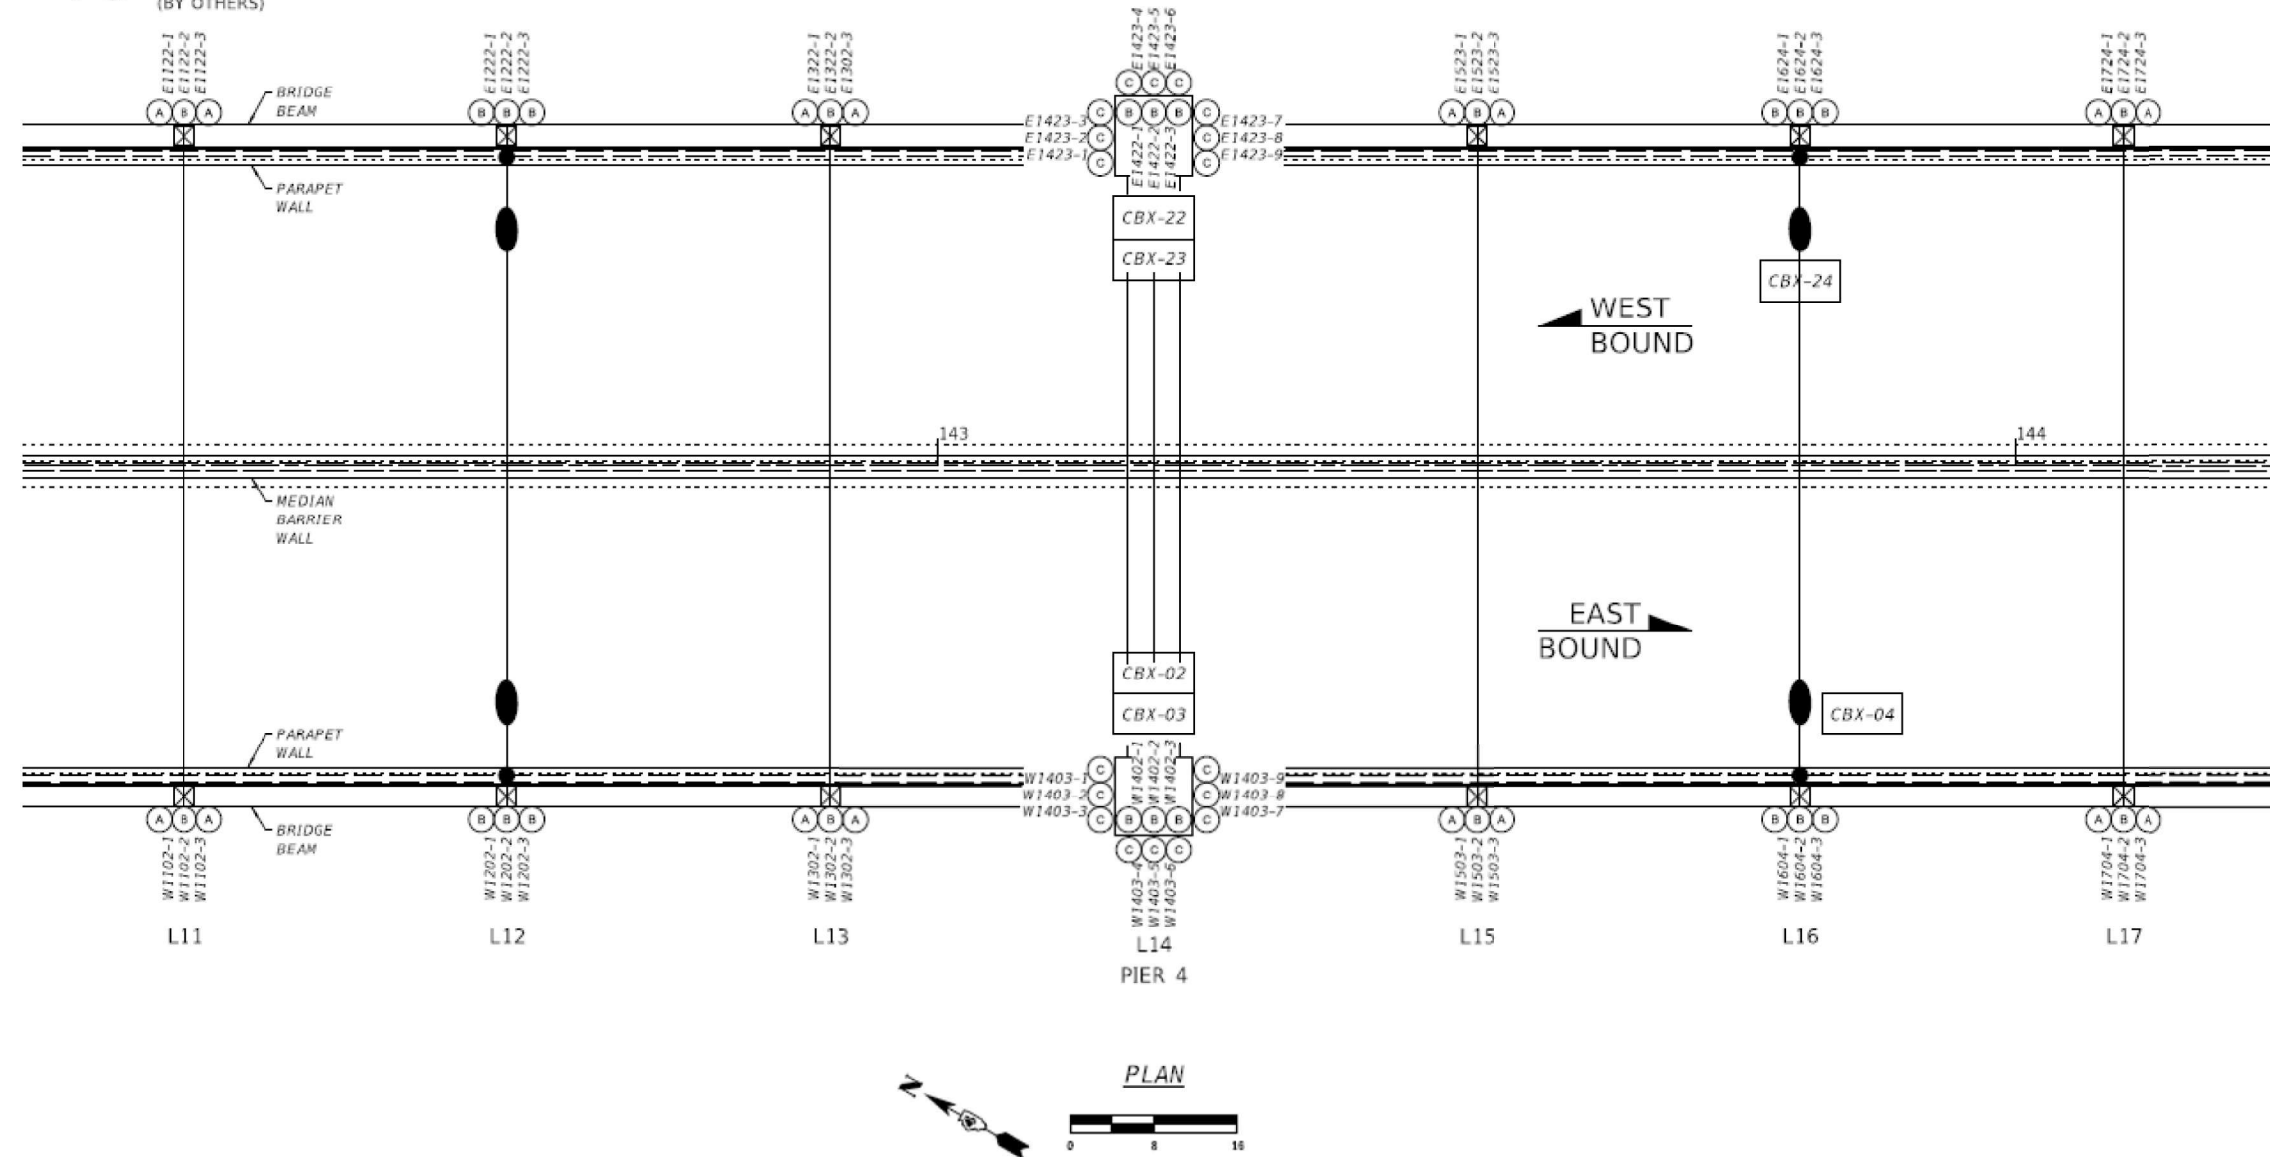 (BY OTHERS)
E1122-1
E1122-2
E1122-3
E1222-1
E1222-2
E1222-3
E1322-1
E1322-2
E1302-3
E1423-4
E1423-5
E1423-6
E1523-1
E1523-2
E1523-3
E1624-1
E1624-2
E1624-3
E1724-1
E1724-2
E1724-3
C C C
A B A
B B B
A B A
B B B
A B A
B B B
A B A
BRIDGE
BEAM
E1423-3 C
E1423-2 C
E1423-1 C
E1422-1
E1422-2
E1422-3
C E1423-7
C E1423-8
C E1423-9
PARAPET
WALL
CBX-22
CBX-23
CBX-24
WEST
BOUND
143
144
MEDIAN
BARRIER
WALL
EAST
BOUND
CBX-02
CBX-03
CBX-04
PARAPET
WALL
W1403-1 C
W1403-2 C
W1403-3 C
W1402-1
W1402-2
W1402-3
C W1403-9
C W1403-8
C W1403-7
A B A
B B B
A B A
B B B
A B A
B B B
A B A
C C C
BRIDGE
BEAM
W1102-1
W1102-2
W1102-3
W1202-1
W1202-2
W1202-3
W1302-1
W1302-2
W1302-3
W1403-4
W1403-5
W1403-6
W1503-1
W1503-2
W1503-3
W1604-1
W1604-2
W1604-3
W1704-1
W1704-2
W1704-3
L11
L12
L13
L14
L15
L16
L17
PIER 4
PLAN
N
0 8 16